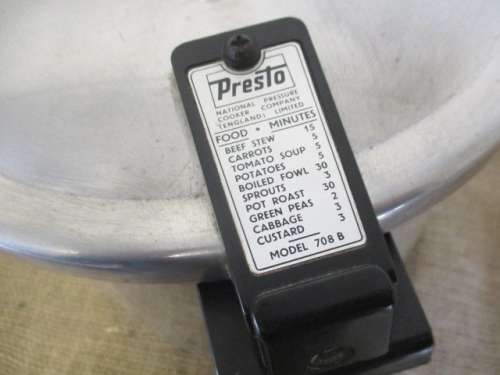 Presto
NATIONAL PRESSURE
COOKER COMPANY
(ENGLAND) LIMITED
FOOD • MINUTES
BEEF STEW 15
CARROTS 5
TOMATO SOUP 5
POTATOES 5
BOILED FOWL 30
SPROUTS 3
POT ROAST 30
GREEN PEAS 2
CABBAGE 3
CUSTARD 3
MODEL 708 B